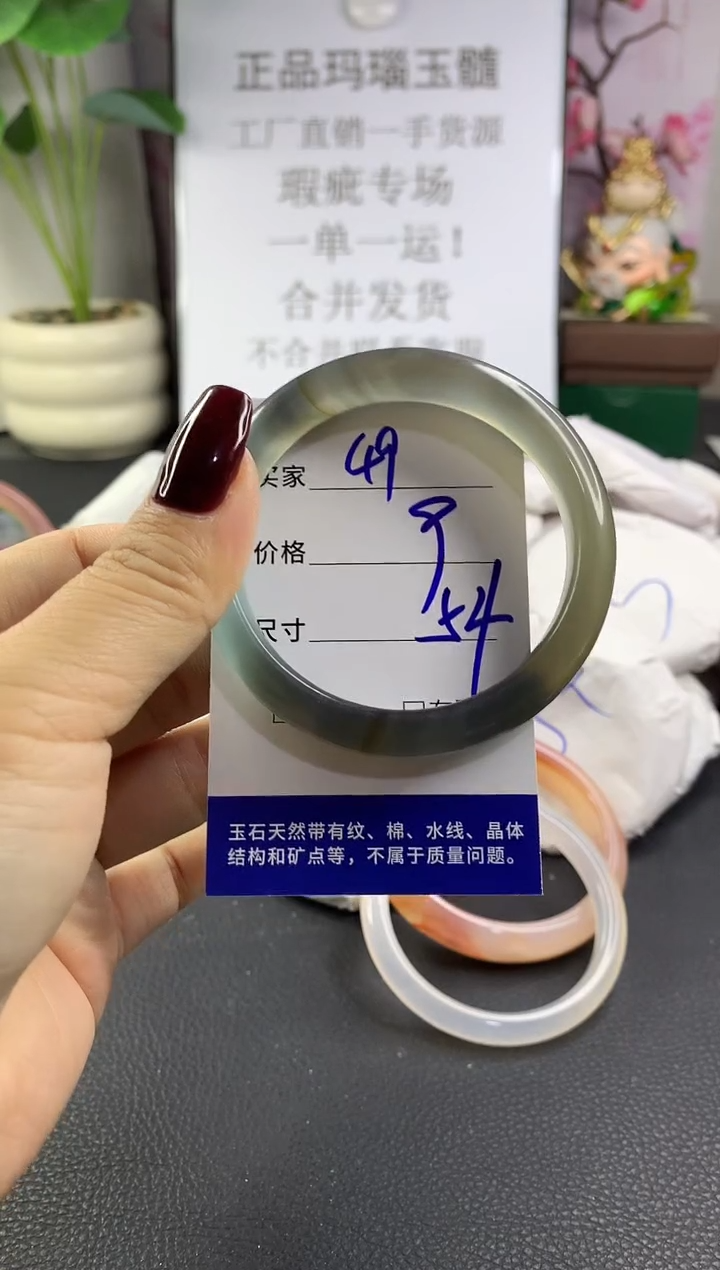 正品玛瑙玉髓
工厂直销一手货源
瑕疵专场
一单一运！
合并发货
买家 49
价格
尺寸 54
玉石天然带有纹、棉、水线、晶体
结构和矿点等，不属于质量问题。